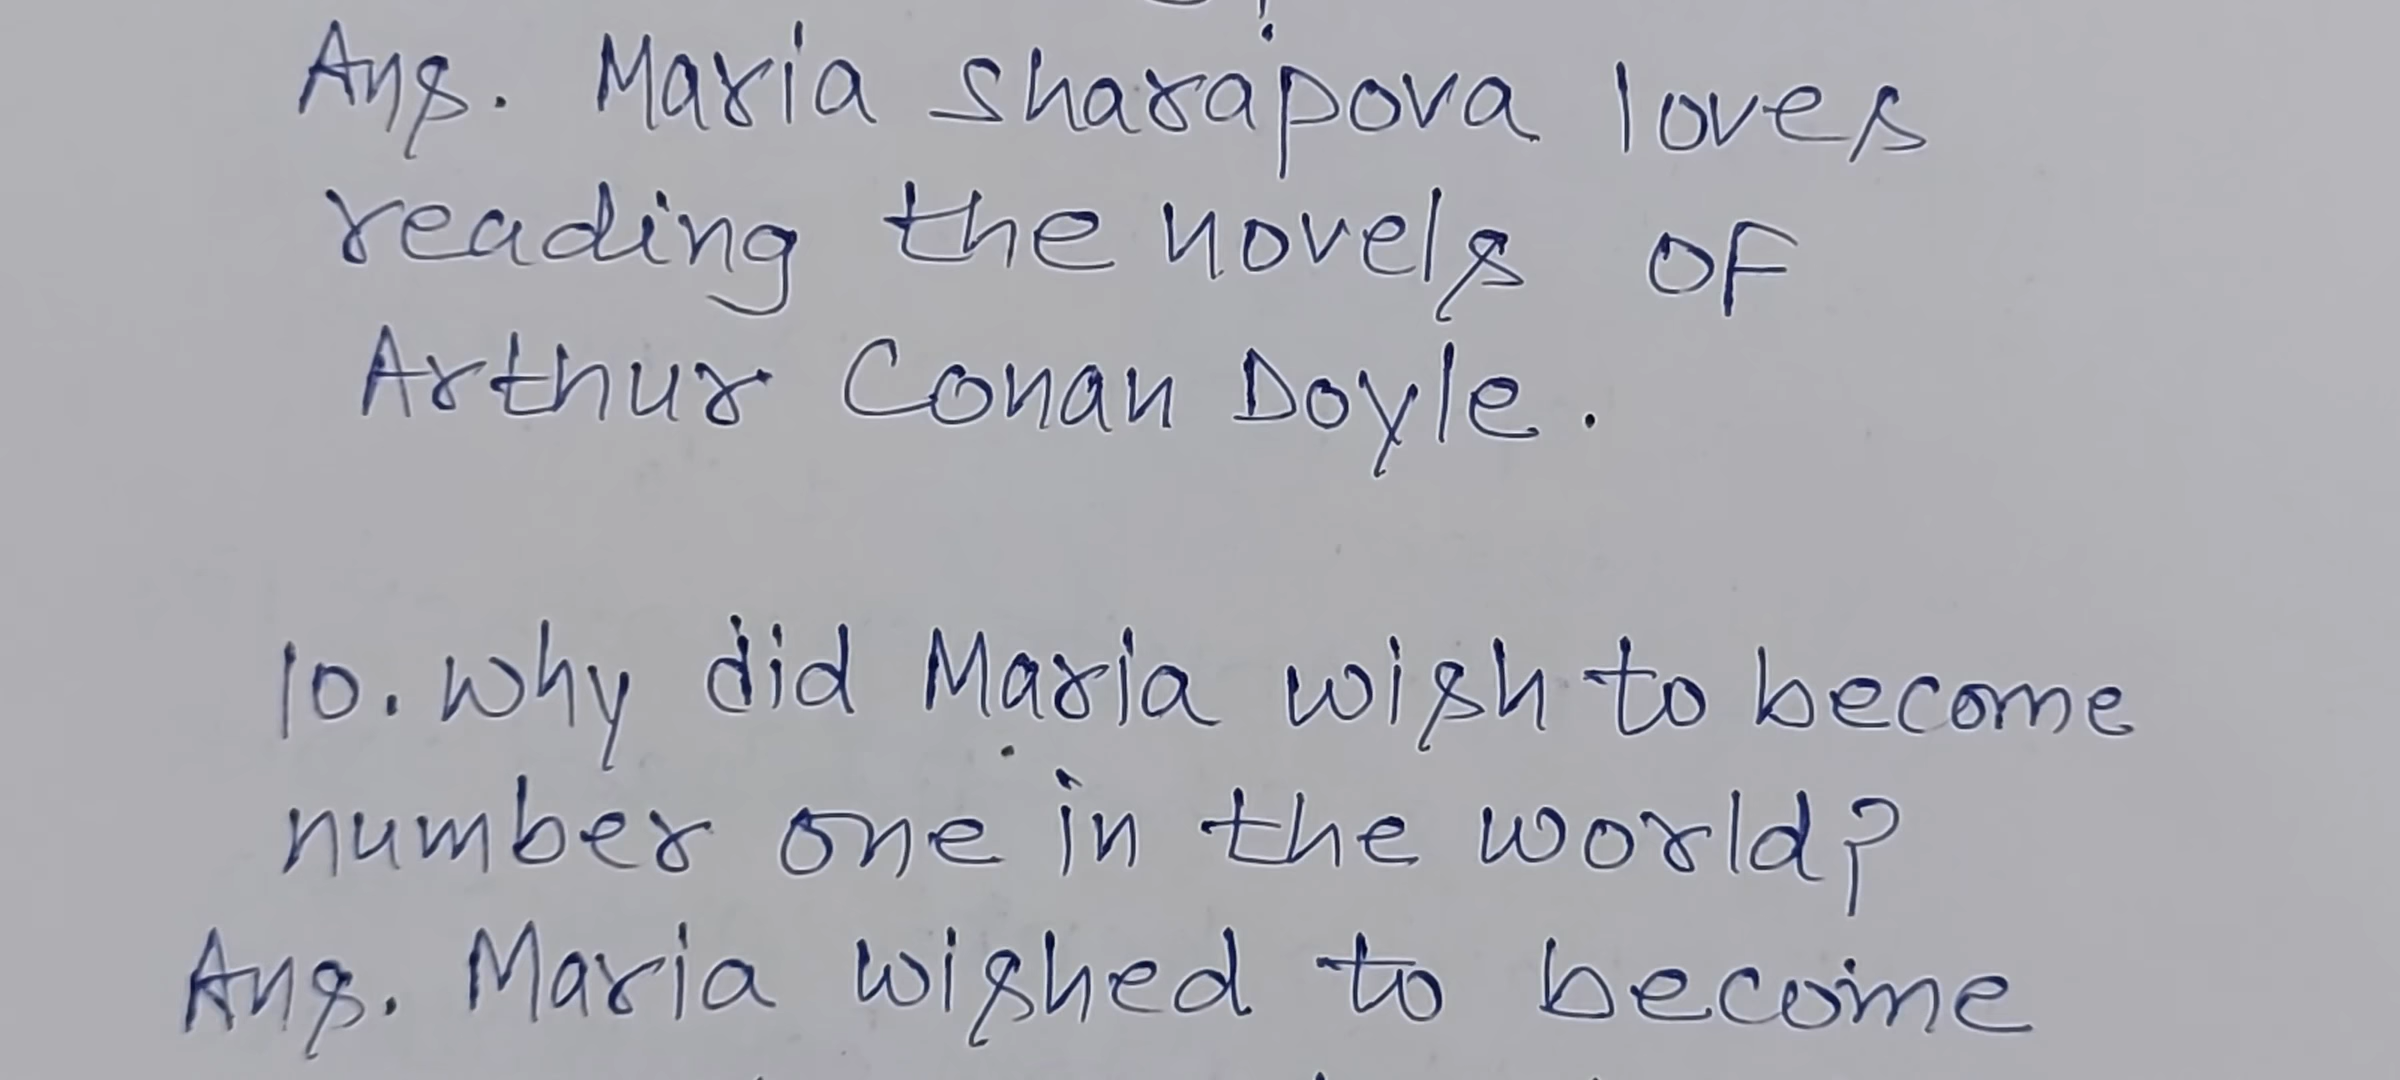 Ans. Maria sharapova loves
reading the novels of
Arthur Conan Doyle.
10. Why did Maria wish to become
number one in the world?
Ans. Maria wished to become